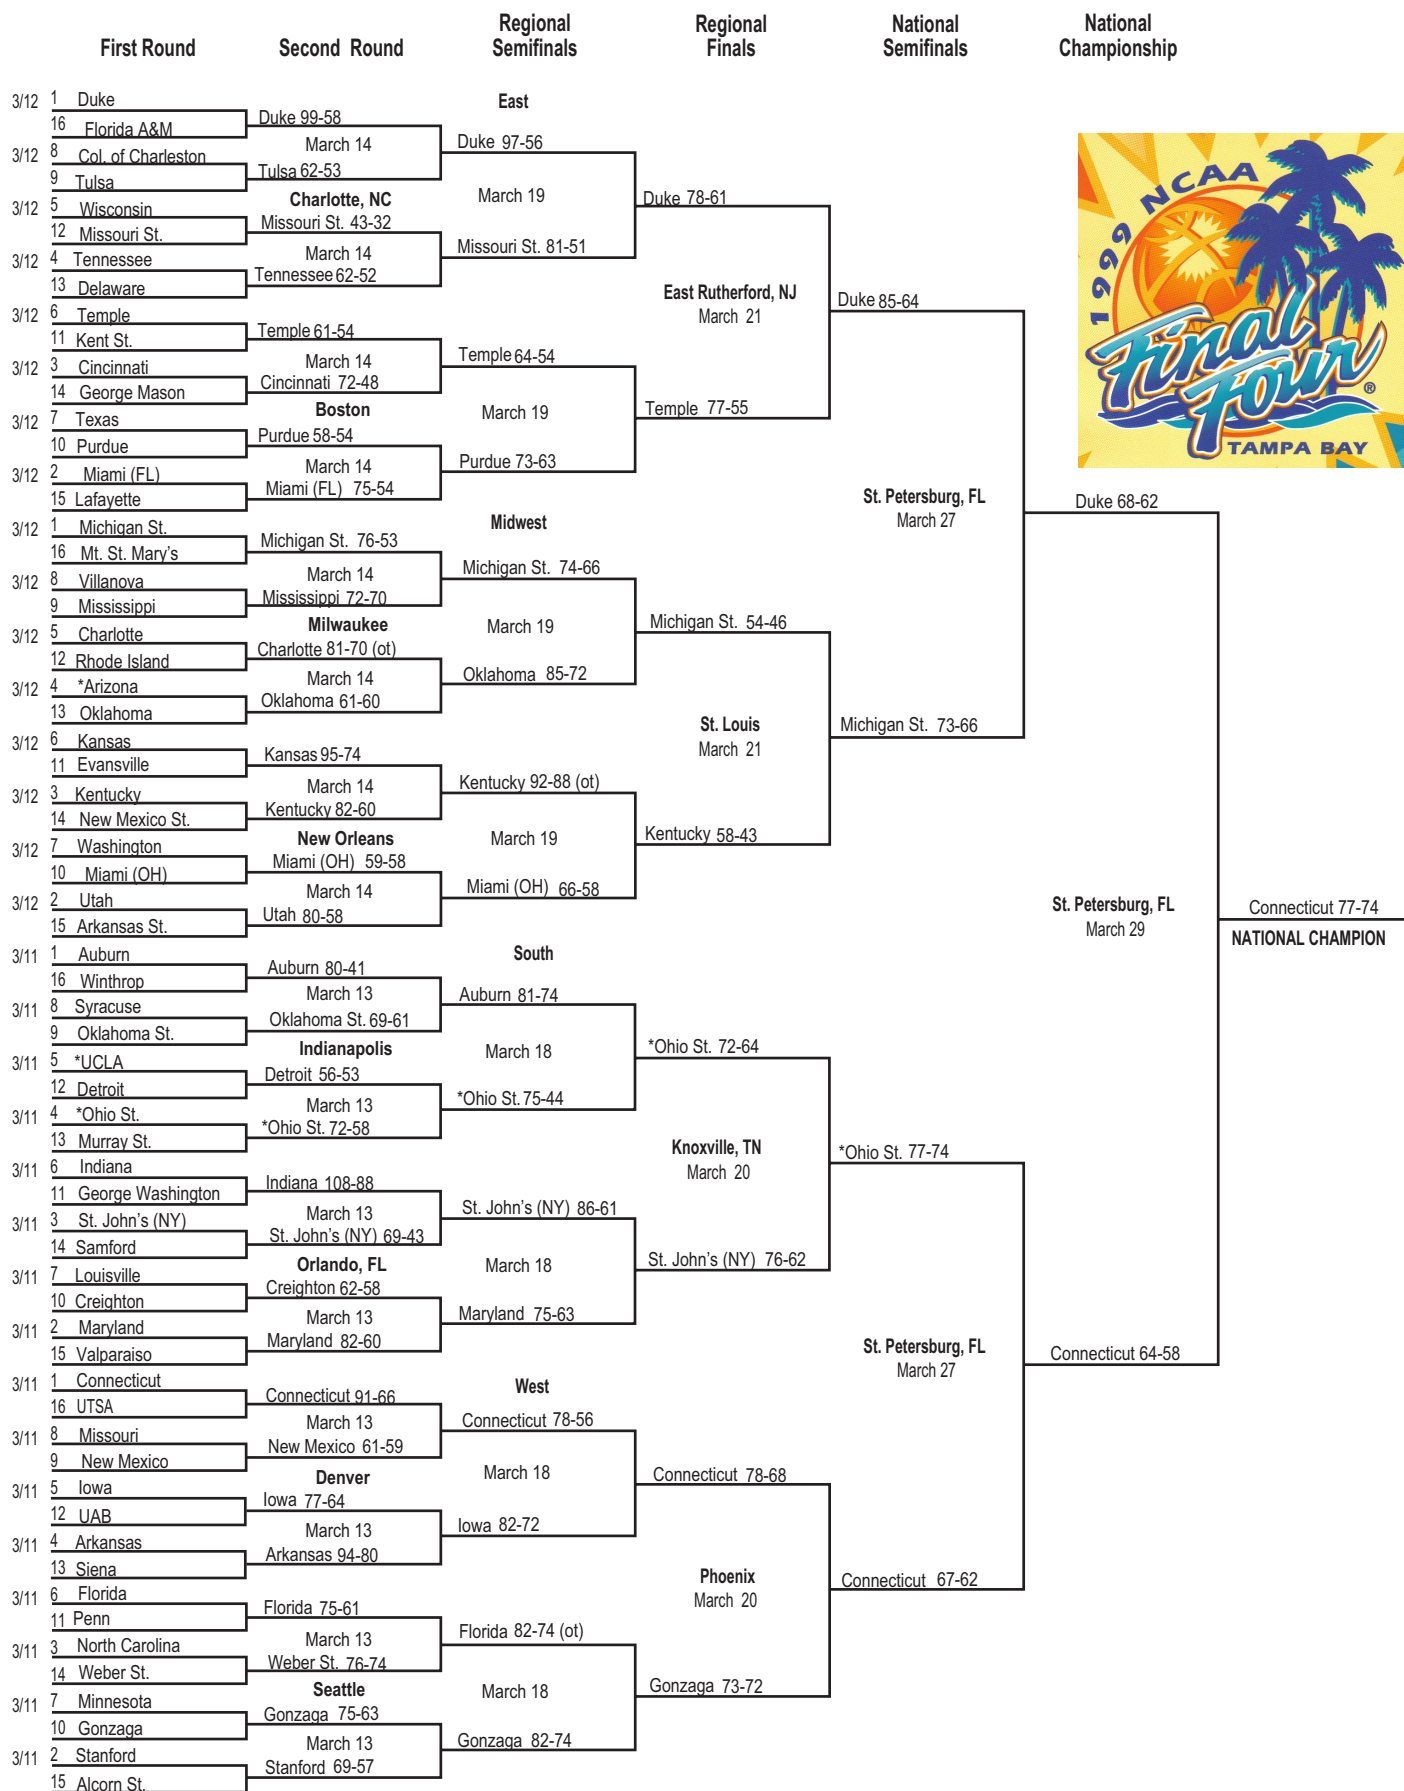 First Round
Second Round
Regional Semifinals
Regional Finals
National Semifinals
National Championship
3/12 1 Duke
16 Florida A&M
3/12 8 Col. of Charleston
9 Tulsa
3/12 5 Wisconsin
12 Missouri St.
3/12 4 Tennessee
13 Delaware
3/12 6 Temple
11 Kent St.
3/12 3 Cincinnati
14 George Mason
3/12 7 Texas
10 Purdue
3/12 2 Miami (FL)
15 Lafayette
3/12 1 Michigan St.
16 Mt. St. Mary's
3/12 8 Villanova
9 Mississippi
3/12 5 Charlotte
12 Rhode Island
3/12 4 *Arizona
13 Oklahoma
3/12 6 Kansas
11 Evansville
3/12 3 Kentucky
14 New Mexico St.
3/12 7 Washington
10 Miami (OH)
3/12 2 Utah
15 Arkansas St.
3/11 1 Auburn
16 Winthrop
3/11 8 Syracuse
9 Oklahoma St.
3/11 5 *UCLA
12 Detroit
3/11 4 *Ohio St.
13 Murray St.
3/11 6 Indiana
11 George Washington
3/11 3 St. John's (NY)
14 Samford
3/11 7 Louisville
10 Creighton
3/11 2 Maryland
15 Valparaiso
3/11 1 Connecticut
16 UTSA
3/11 8 Missouri
9 New Mexico
3/11 5 Iowa
12 UAB
3/11 4 Arkansas
13 Siena
3/11 6 Florida
11 Penn
3/11 3 North Carolina
14 Weber St.
3/11 7 Minnesota
10 Gonzaga
3/11 2 Stanford
15 Alcorn St.
Duke 99-58
March 14
Tulsa 62-53
Charlotte, NC
Missouri St. 43-32
March 14
Tennessee 62-52
Temple 61-54
March 14
Cincinnati 72-48
Boston
Purdue 58-54
March 14
Miami (FL) 75-54
Michigan St. 76-53
March 14
Mississippi 72-70
Milwaukee
Charlotte 81-70 (ot)
March 14
Oklahoma 61-60
Kansas 95-74
March 14
Kentucky 82-60
New Orleans
Miami (OH) 59-58
March 14
Utah 80-58
Auburn 80-41
March 13
Oklahoma St. 69-61
Indianapolis
Detroit 56-53
March 13
*Ohio St. 72-58
Indiana 108-88
March 13
St. John's (NY) 69-43
Orlando, FL
Creighton 62-58
March 13
Maryland 82-60
Connecticut 91-66
March 13
New Mexico 61-59
Denver
Iowa 77-64
March 13
Arkansas 94-80
Florida 75-61
March 13
Weber St. 76-74
Seattle
Gonzaga 75-63
March 13
Stanford 69-57
East
Duke 97-56
March 19
Missouri St. 81-51
Temple 64-54
March 19
Purdue 73-63
Midwest
Michigan St. 74-66
March 19
Oklahoma 85-72
Kentucky 92-88 (ot)
March 19
Miami (OH) 66-58
South
Auburn 81-74
March 18
*Ohio St. 75-44
St. John's (NY) 86-61
March 18
Maryland 75-63
West
Connecticut 78-56
March 18
Iowa 82-72
Florida 82-74 (ot)
March 18
Gonzaga 82-74
Duke 78-61
East Rutherford, NJ
March 21
Temple 77-55
Michigan St. 54-46
St. Louis
March 21
Kentucky 58-43
*Ohio St. 72-64
Knoxville, TN
March 20
St. John's (NY) 76-62
Connecticut 78-68
Phoenix
March 20
Gonzaga 73-72
Duke 85-64
St. Petersburg, FL
March 27
Michigan St. 73-66
*Ohio St. 77-74
St. Petersburg, FL
March 27
Connecticut 67-62
1999 NCAA
Final
Four®
TAMPA BAY
Duke 68-62
St. Petersburg, FL
March 29
Connecticut 64-58
Connecticut 77-74
NATIONAL CHAMPION